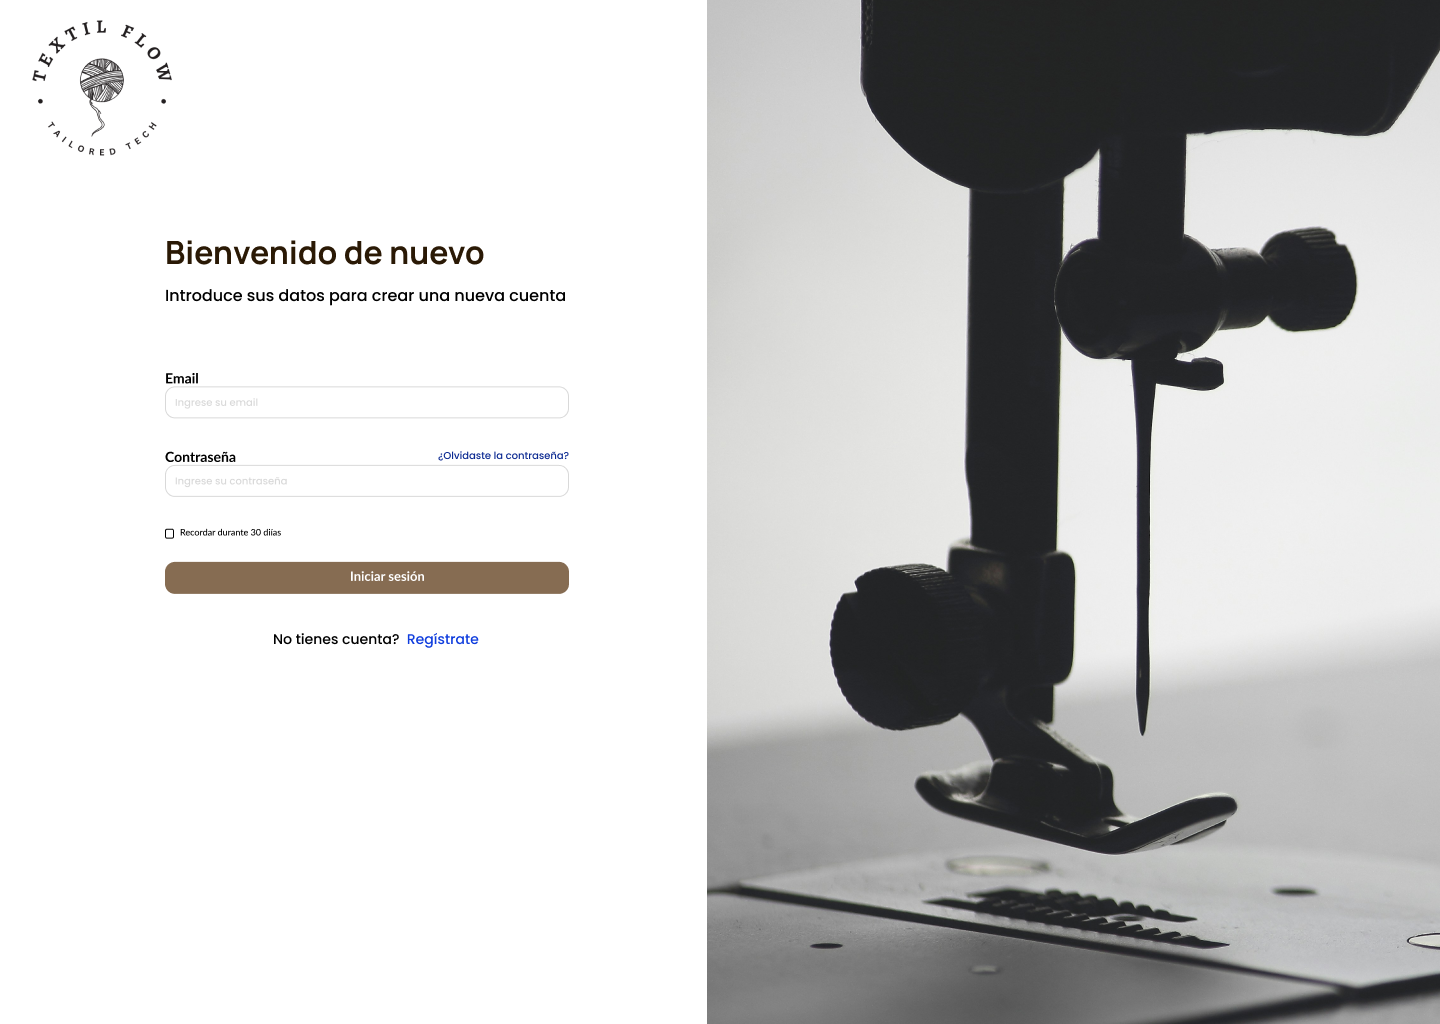 TEXTIL FLOW
TAILORED TECH
Bienvenido de nuevo
Introduce sus datos para crear una nueva cuenta
Email
Ingrese su email
Contraseña ¿Olvidaste la contraseña?
Ingrese su contraseña
Recordar durante 30 diías
Iniciar sesión
No tienes cuenta? Regístrate